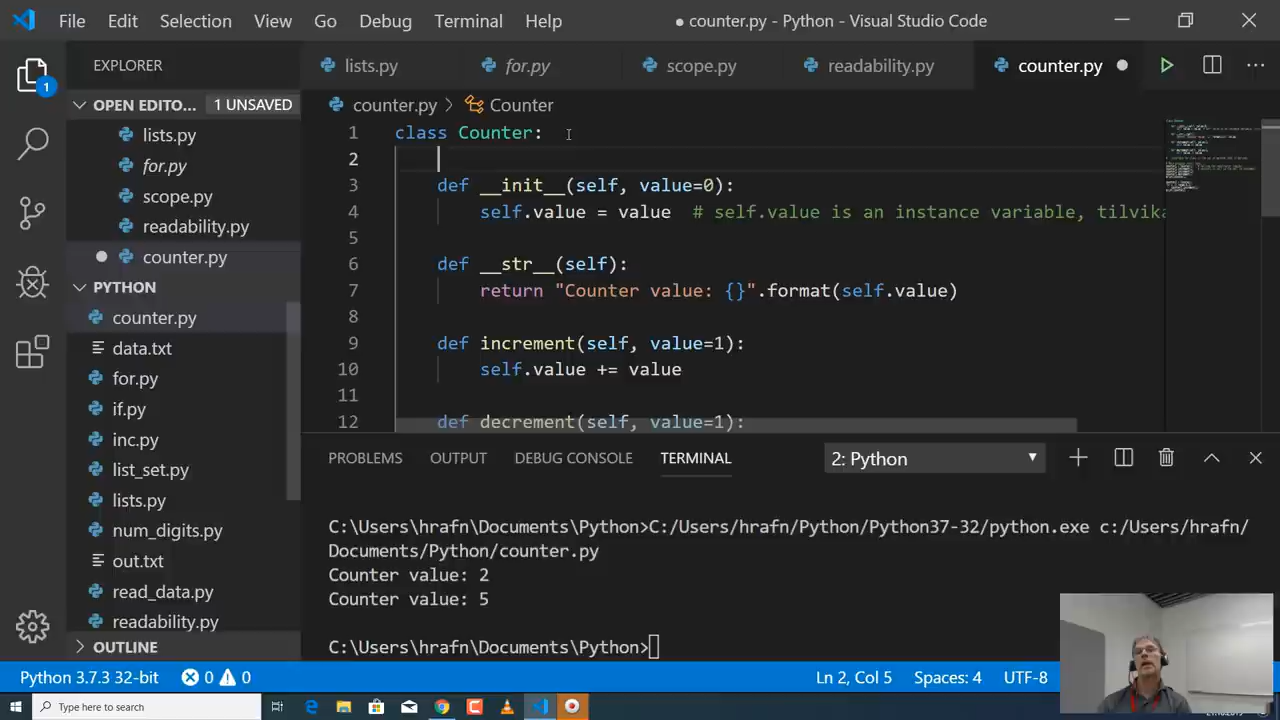 File Edit Selection View Go Debug Terminal Help ● counter.py - Python - Visual Studio Code
EXPLORER
lists.py for.py scope.py readability.py counter.py
OPEN EDITO... 1 UNSAVED
lists.py
for.py
scope.py
readability.py
counter.py
PYTHON
counter.py
data.txt
for.py
if.py
inc.py
list_set.py
lists.py
num_digits.py
out.txt
read_data.py
readability.py
OUTLINE
1
counter.py > Counter
1 class Counter:
2
3 def __init__(self, value=0):
4 self.value = value # self.value is an instance variable, tilvika
5
6 def __str__(self):
7 return "Counter value: {}".format(self.value)
8
9 def increment(self, value=1):
10 self.value += value
11
12 def decrement(self, value=1):
PROBLEMS OUTPUT DEBUG CONSOLE TERMINAL 2: Python
C:\Users\hrafn\Documents\Python>C:/Users/hrafn/Python/Python37-32/python.exe c:/Users/hrafn/
Documents/Python/counter.py
Counter value: 2
Counter value: 5
C:\Users\hrafn\Documents\Python>
Python 3.7.3 32-bit 0 0 Ln 2, Col 5 Spaces: 4 UTF-8
Type here to search